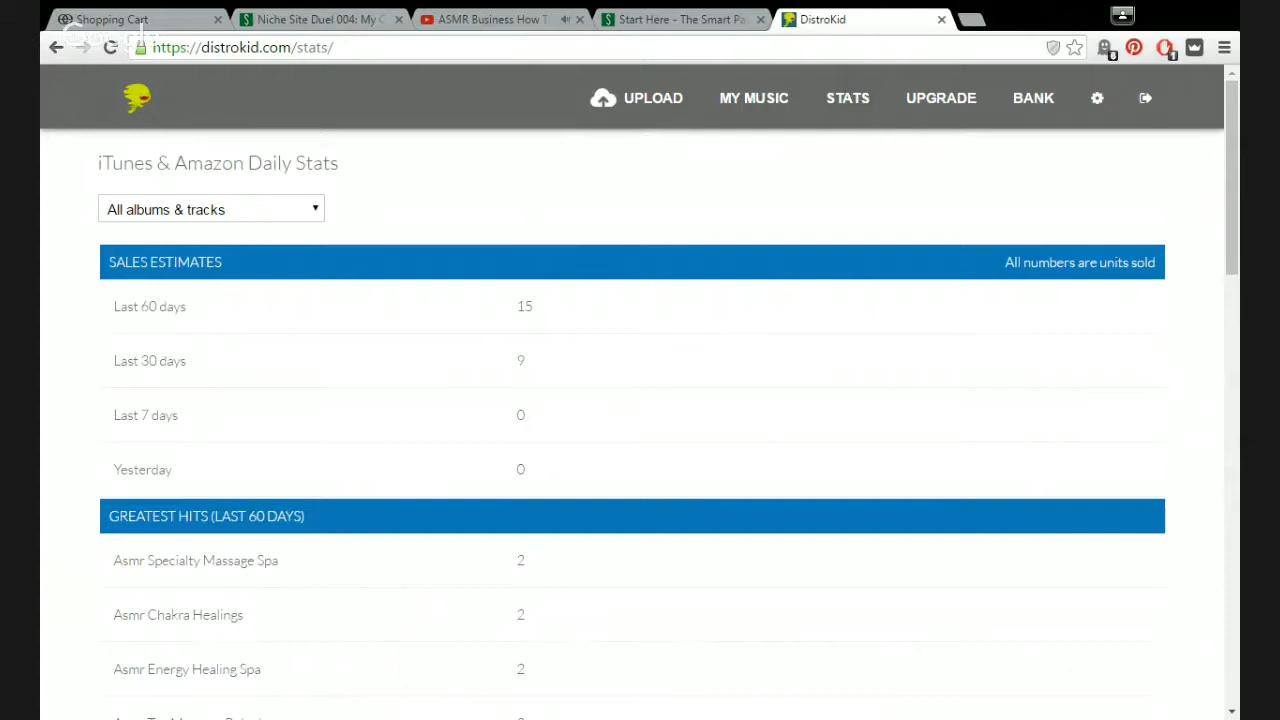 Shopping Cart
Niche Site Duel 004: My C
ASMR Business How T
Start Here - The Smart Pa
DistroKid
https://distrokid.com/stats/
UPLOAD
MY MUSIC
STATS
UPGRADE
BANK
iTunes & Amazon Daily Stats
All albums & tracks
SALES ESTIMATES
All numbers are units sold
Last 60 days 15
Last 30 days 9
Last 7 days 0
Yesterday 0
GREATEST HITS (LAST 60 DAYS)
Asmr Specialty Massage Spa 2
Asmr Chakra Healings 2
Asmr Energy Healing Spa 2